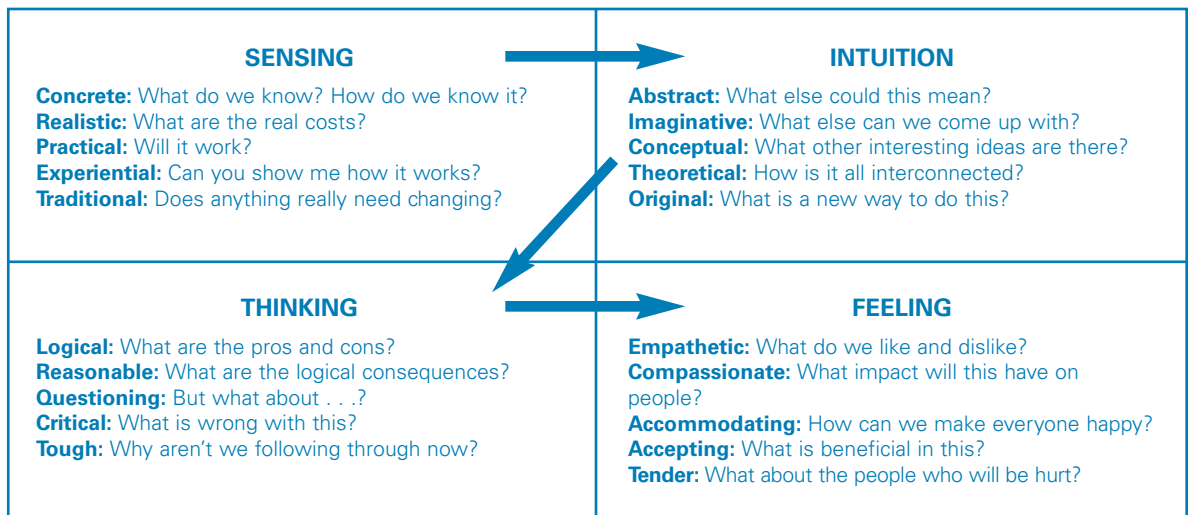 SENSING
Concrete: What do we know? How do we know it?
Realistic: What are the real costs?
Practical: Will it work?
Experiential: Can you show me how it works?
Traditional: Does anything really need changing?
INTUITION
Abstract: What else could this mean?
Imaginative: What else can we come up with?
Conceptual: What other interesting ideas are there?
Theoretical: How is it all interconnected?
Original: What is a new way to do this?
THINKING
Logical: What are the pros and cons?
Reasonable: What are the logical consequences?
Questioning: But what about . . .?
Critical: What is wrong with this?
Tough: Why aren't we following through now?
FEELING
Empathetic: What do we like and dislike?
Compassionate: What impact will this have on
people?
Accommodating: How can we make everyone happy?
Accepting: What is beneficial in this?
Tender: What about the people who will be hurt?